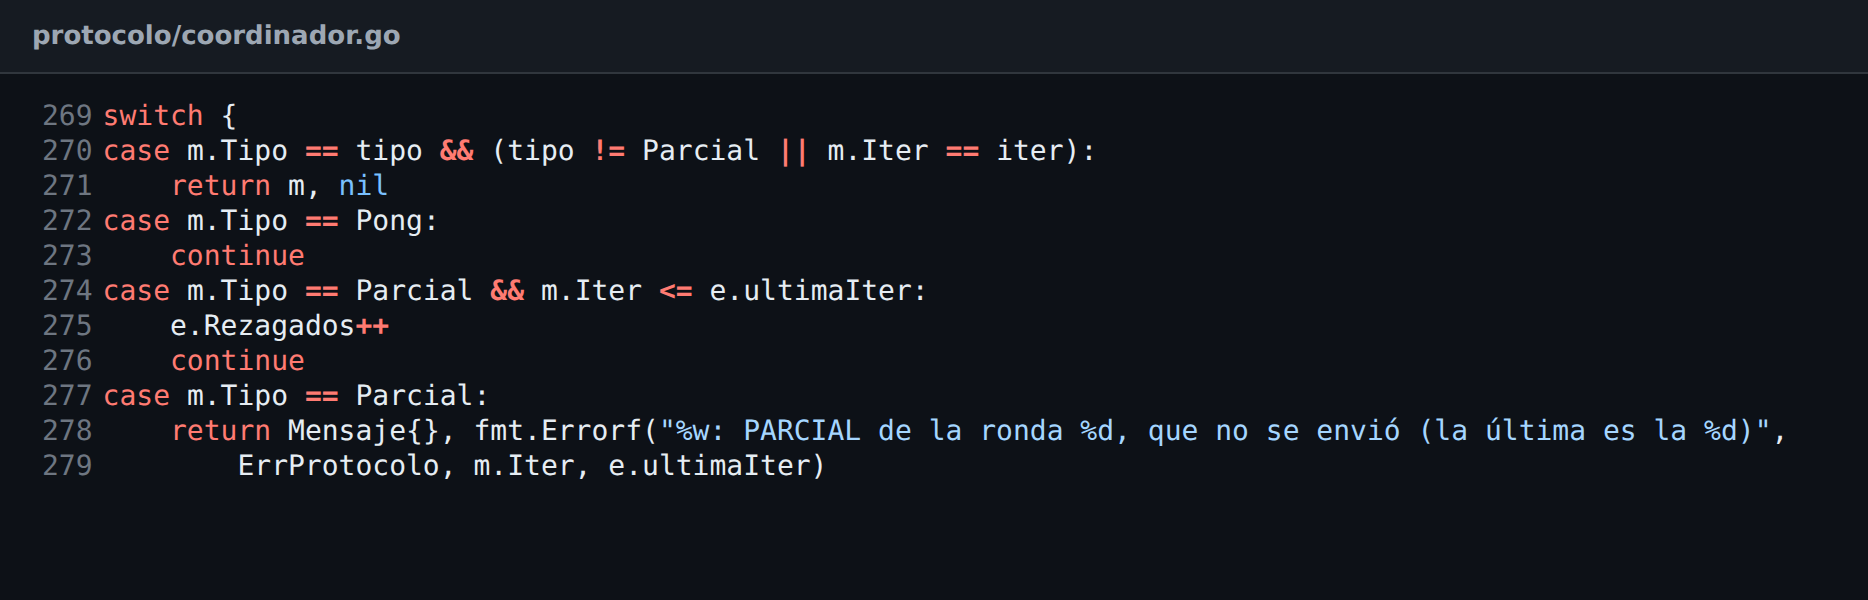 protocolo/coordinador.go
269 switch {
270 case m.Tipo == tipo && (tipo != Parcial || m.Iter == iter):
271     return m, nil
272 case m.Tipo == Pong:
273     continue
274 case m.Tipo == Parcial && m.Iter <= e.ultimaIter:
275     e.Rezagados++
276     continue
277 case m.Tipo == Parcial:
278     return Mensaje{}, fmt.Errorf("%w: PARCIAL de la ronda %d, que no se envió (la última es la %d)",
279         ErrProtocolo, m.Iter, e.ultimaIter)